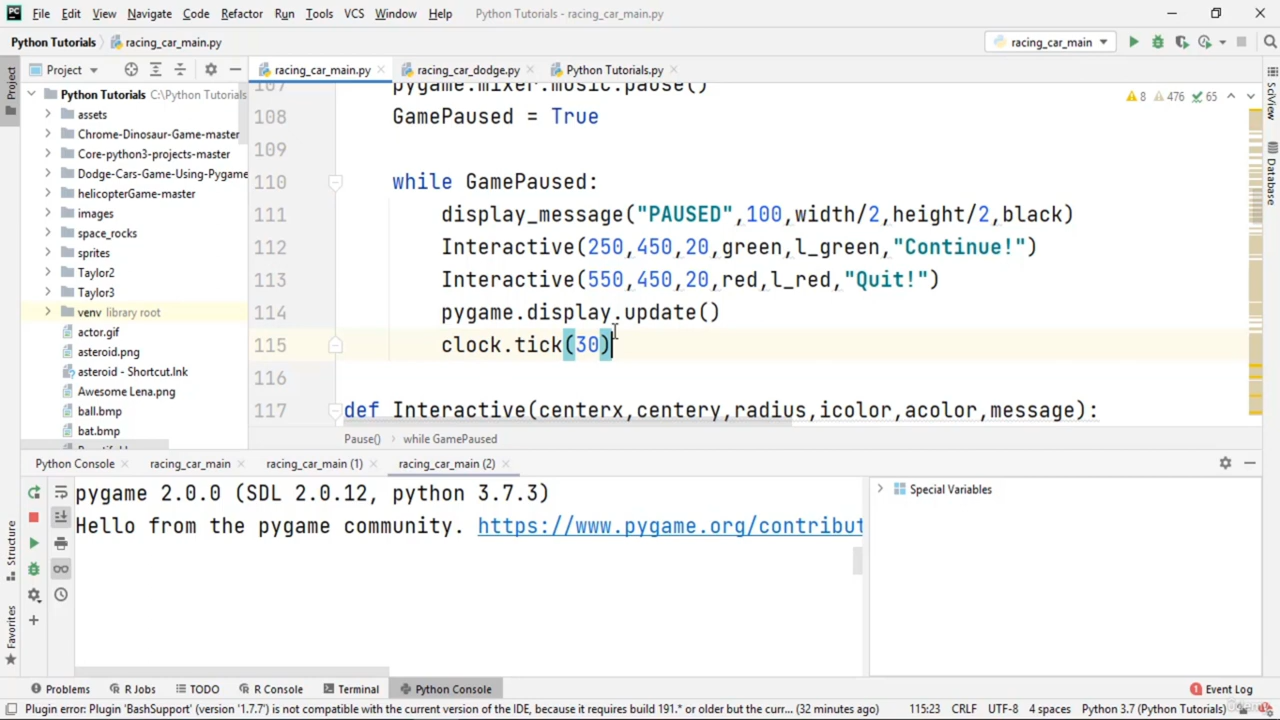 PC File Edit View Navigate Code Refactor Run Tools VCS Window Help Python Tutorials - racing_car_main.py
Python Tutorials racing_car_main.py racing_car_main
Project racing_car_main.py racing_car_dodge.py Python Tutorials.py
Project
SciView
Database
Structure
Favorites
Python Tutorials C:\Python Tutorials
assets
Chrome-Dinosaur-Game-master
Core-python3-projects-master
Dodge-Cars-Game-Using-Pygame
helicopterGame-master
images
space_rocks
sprites
Taylor2
Taylor3
venv library root
actor.gif
asteroid.png
asteroid - Shortcut.lnk
Awesome Lena.png
ball.bmp
bat.bmp
8 476 65
107 pygame.mixer.music.pause()
108 GamePaused = True
109
110 while GamePaused:
111 display_message("PAUSED",100,width/2,height/2,black)
112 Interactive(250,450,20,green,l_green,"Continue!")
113 Interactive(550,450,20,red,l_red,"Quit!")
114 pygame.display.update()
115 clock.tick(30)
116
117 def Interactive(centerx,centery,radius,icolor,acolor,message):
Pause() while GamePaused
Python Console racing_car_main racing_car_main (1) racing_car_main (2)
pygame 2.0.0 (SDL 2.0.12, python 3.7.3)
Hello from the pygame community. https://www.pygame.org/contribut
Special Variables
Problems R Jobs TODO R Console Terminal Python Console Event Log
Plugin error: Plugin 'BashSupport' (version '1.7.7') is not compatible with the current version of the IDE, because it requires build 191.* or older but the curr... (32 minutes ago) 115:23 CRLF UTF-8 4 spaces Python 3.7 (Python Tutorials)